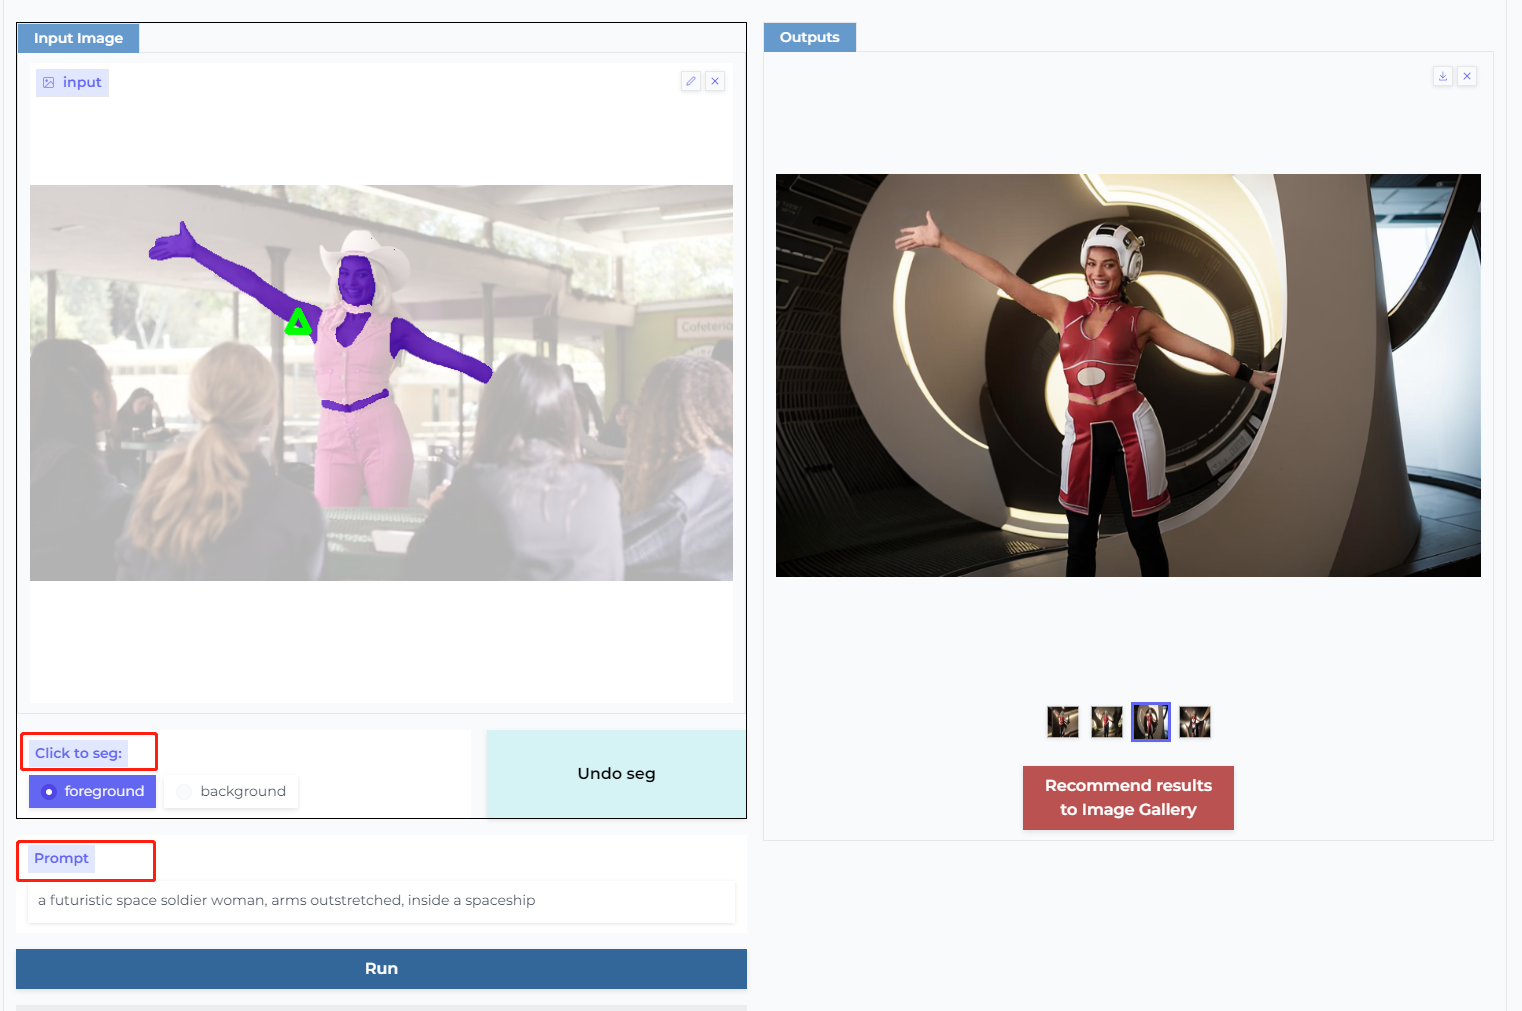 Input Image
input
Cafeteria
Click to seg:
foreground
background
Undo seg
Prompt
a futuristic space soldier woman, arms outstretched, inside a spaceship
Run
Outputs
Recommend results
to Image Gallery